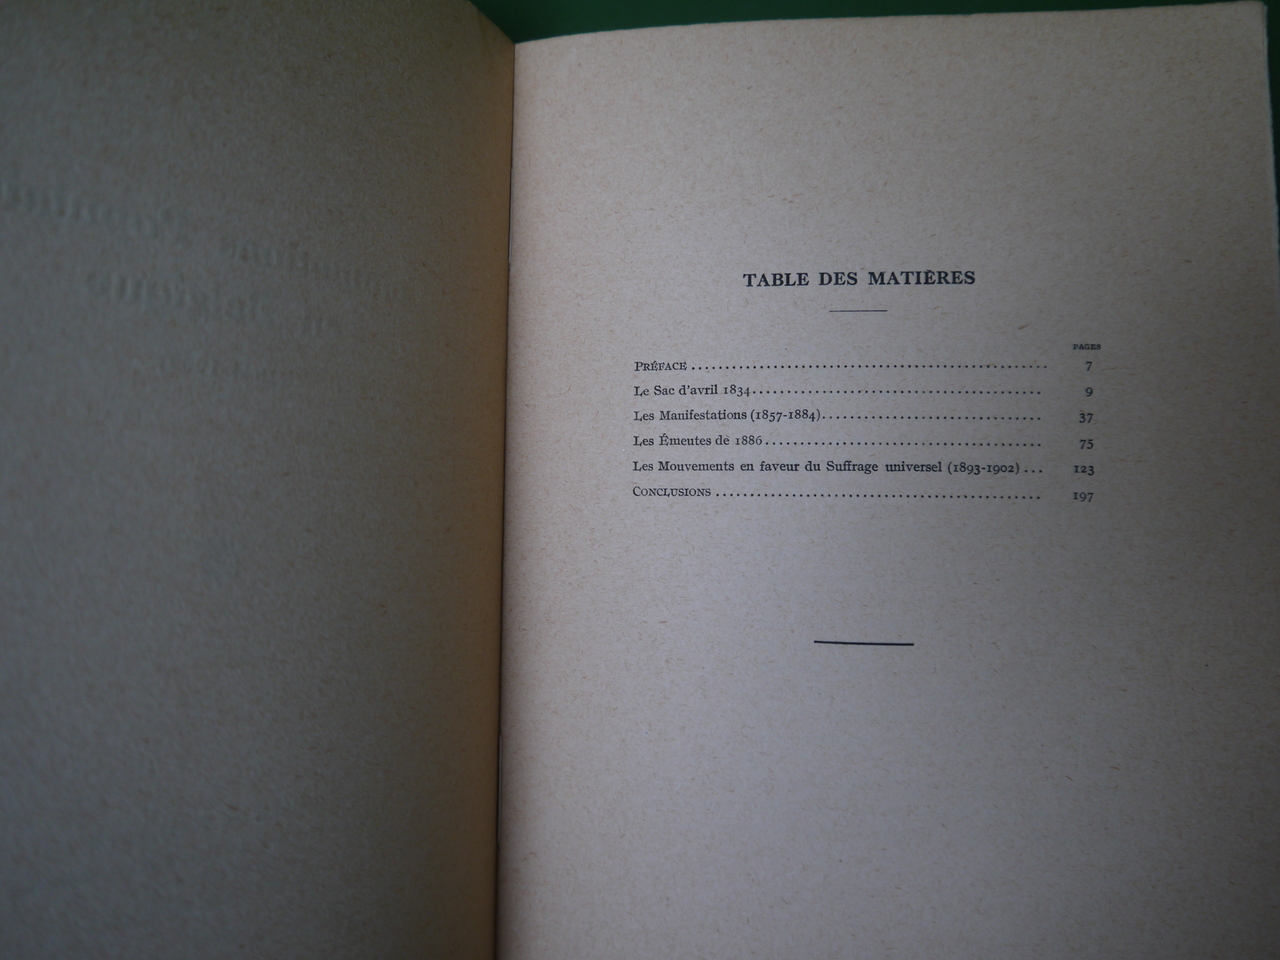 TABLE DES MATIÈRES
PAGES
PRÉFACE .................................................... 7
Le Sac d'avril 1834.......................................... 9
Les Manifestations (1857-1884)................................ 37
Les Émeutes de 1886......................................... 75
Les Mouvements en faveur du Suffrage universel (1893-1902) ... 123
CONCLUSIONS ................................................ 197